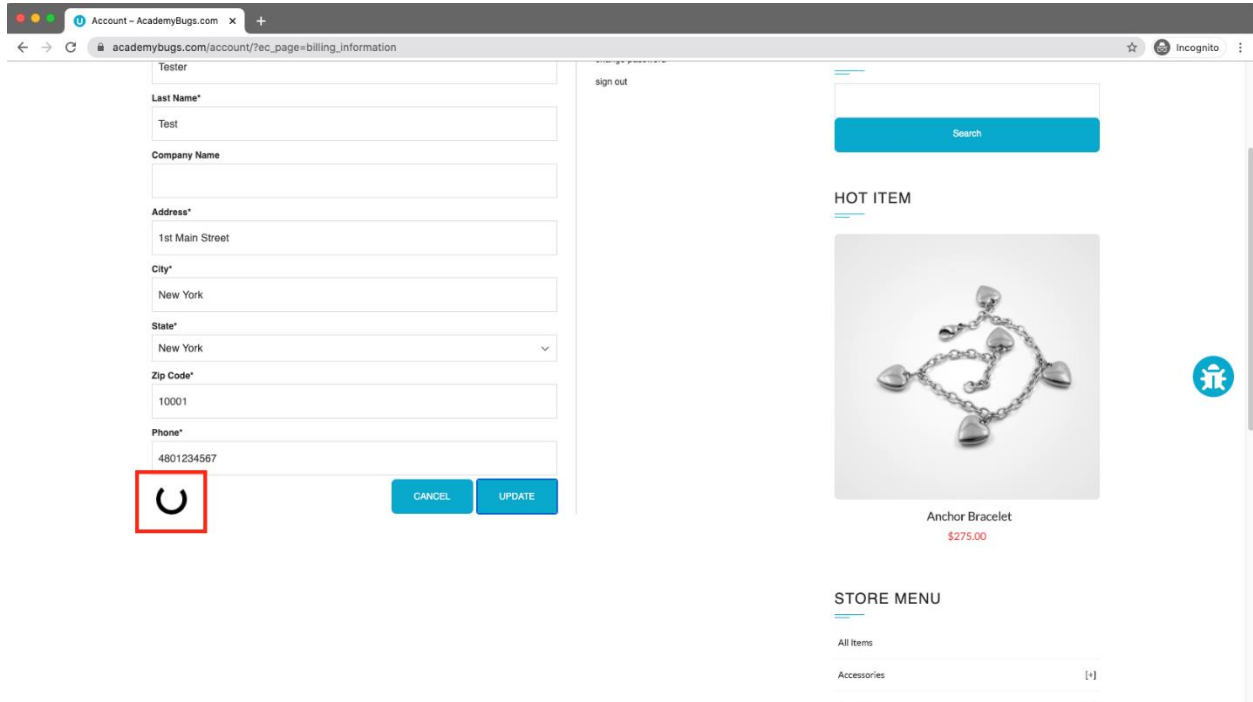 Account – AcademyBugs.com
academybugs.com/account/?ec_page=billing_information
Incognito
Tester
Last Name*
Test
Company Name
Address*
1st Main Street
City*
New York
State*
New York
Zip Code*
10001
Phone*
4801234567
CANCEL
UPDATE
sign out
Search
HOT ITEM
Anchor Bracelet
$275.00
STORE MENU
All Items
Accessories [+]